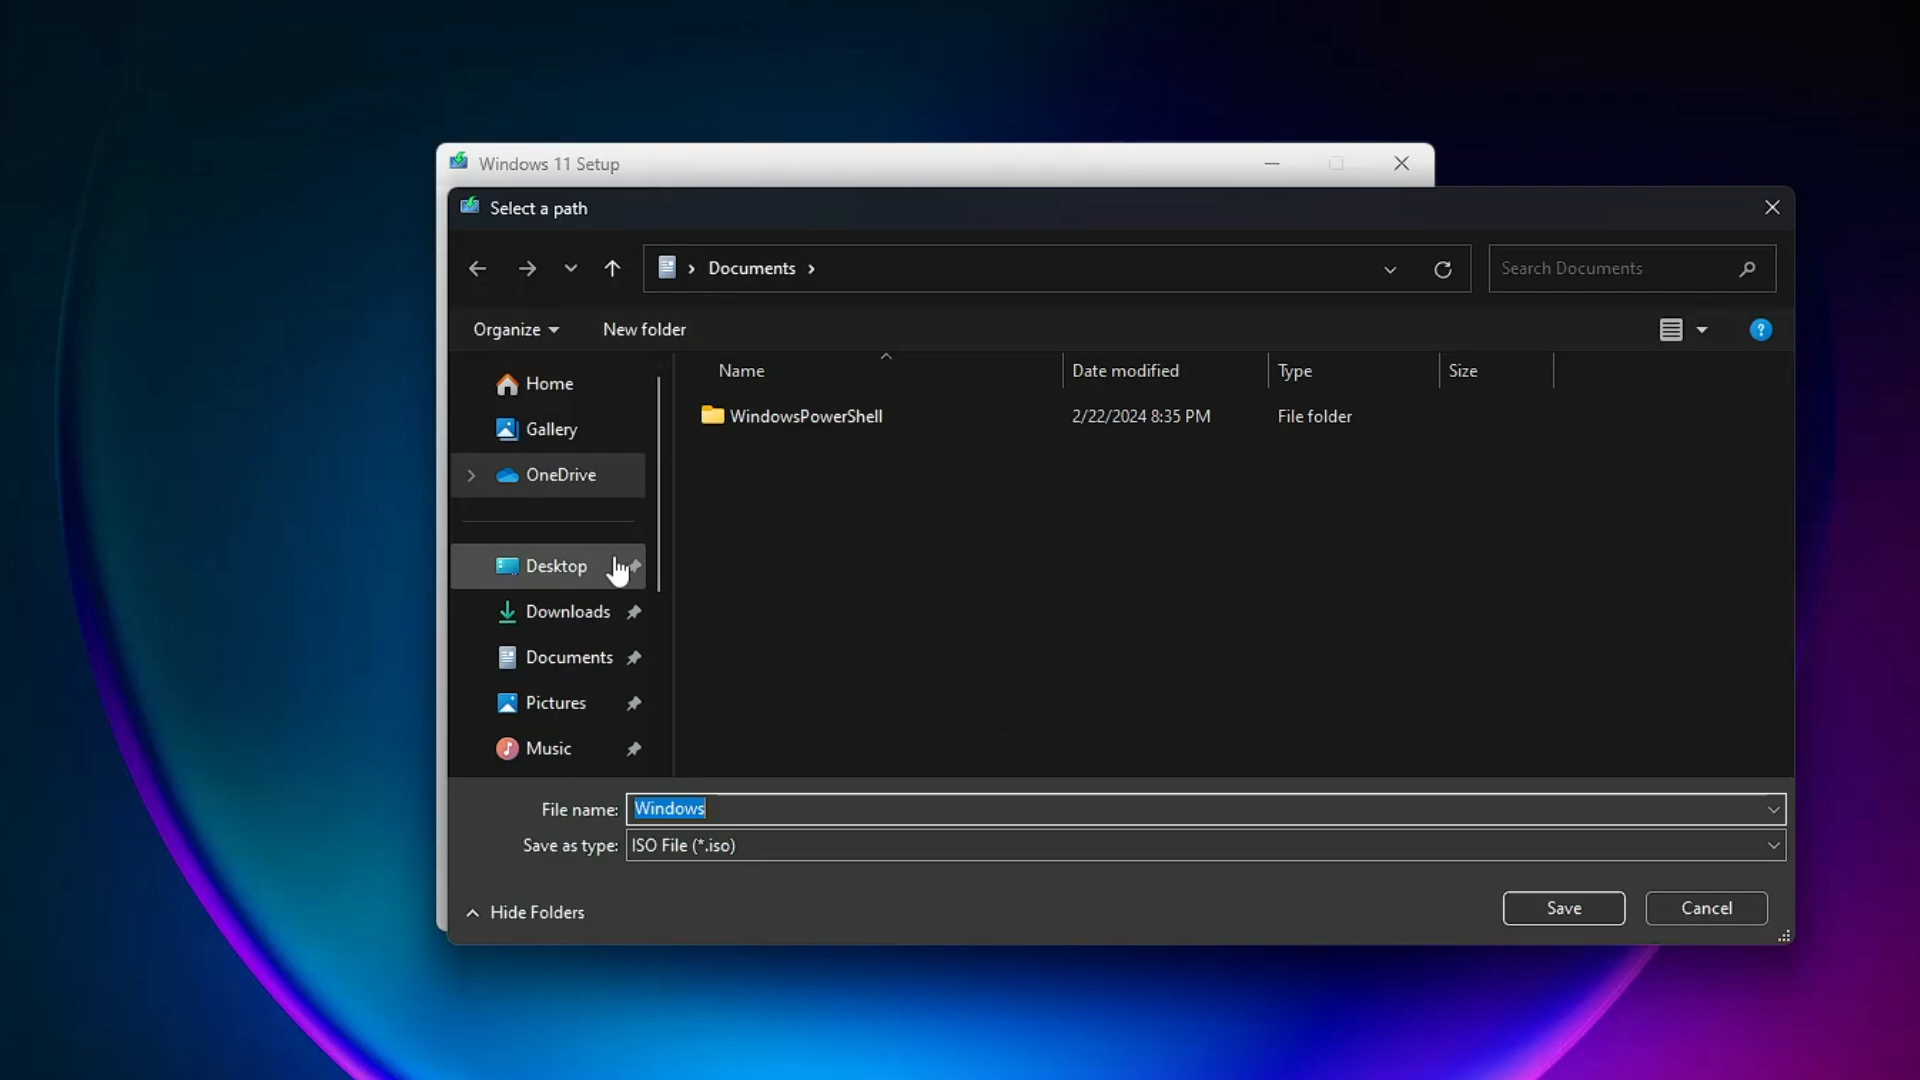 Windows 11 Setup
Select a path
Documents
Search Documents
Organize
New folder
Name
Date modified
Type
Size
WindowsPowerShell
2/22/2024 8:35 PM
File folder
Home
Gallery
OneDrive
Desktop
Downloads
Documents
Pictures
Music
File name: Windows
Save as type: ISO File (*.iso)
Hide Folders
Save
Cancel